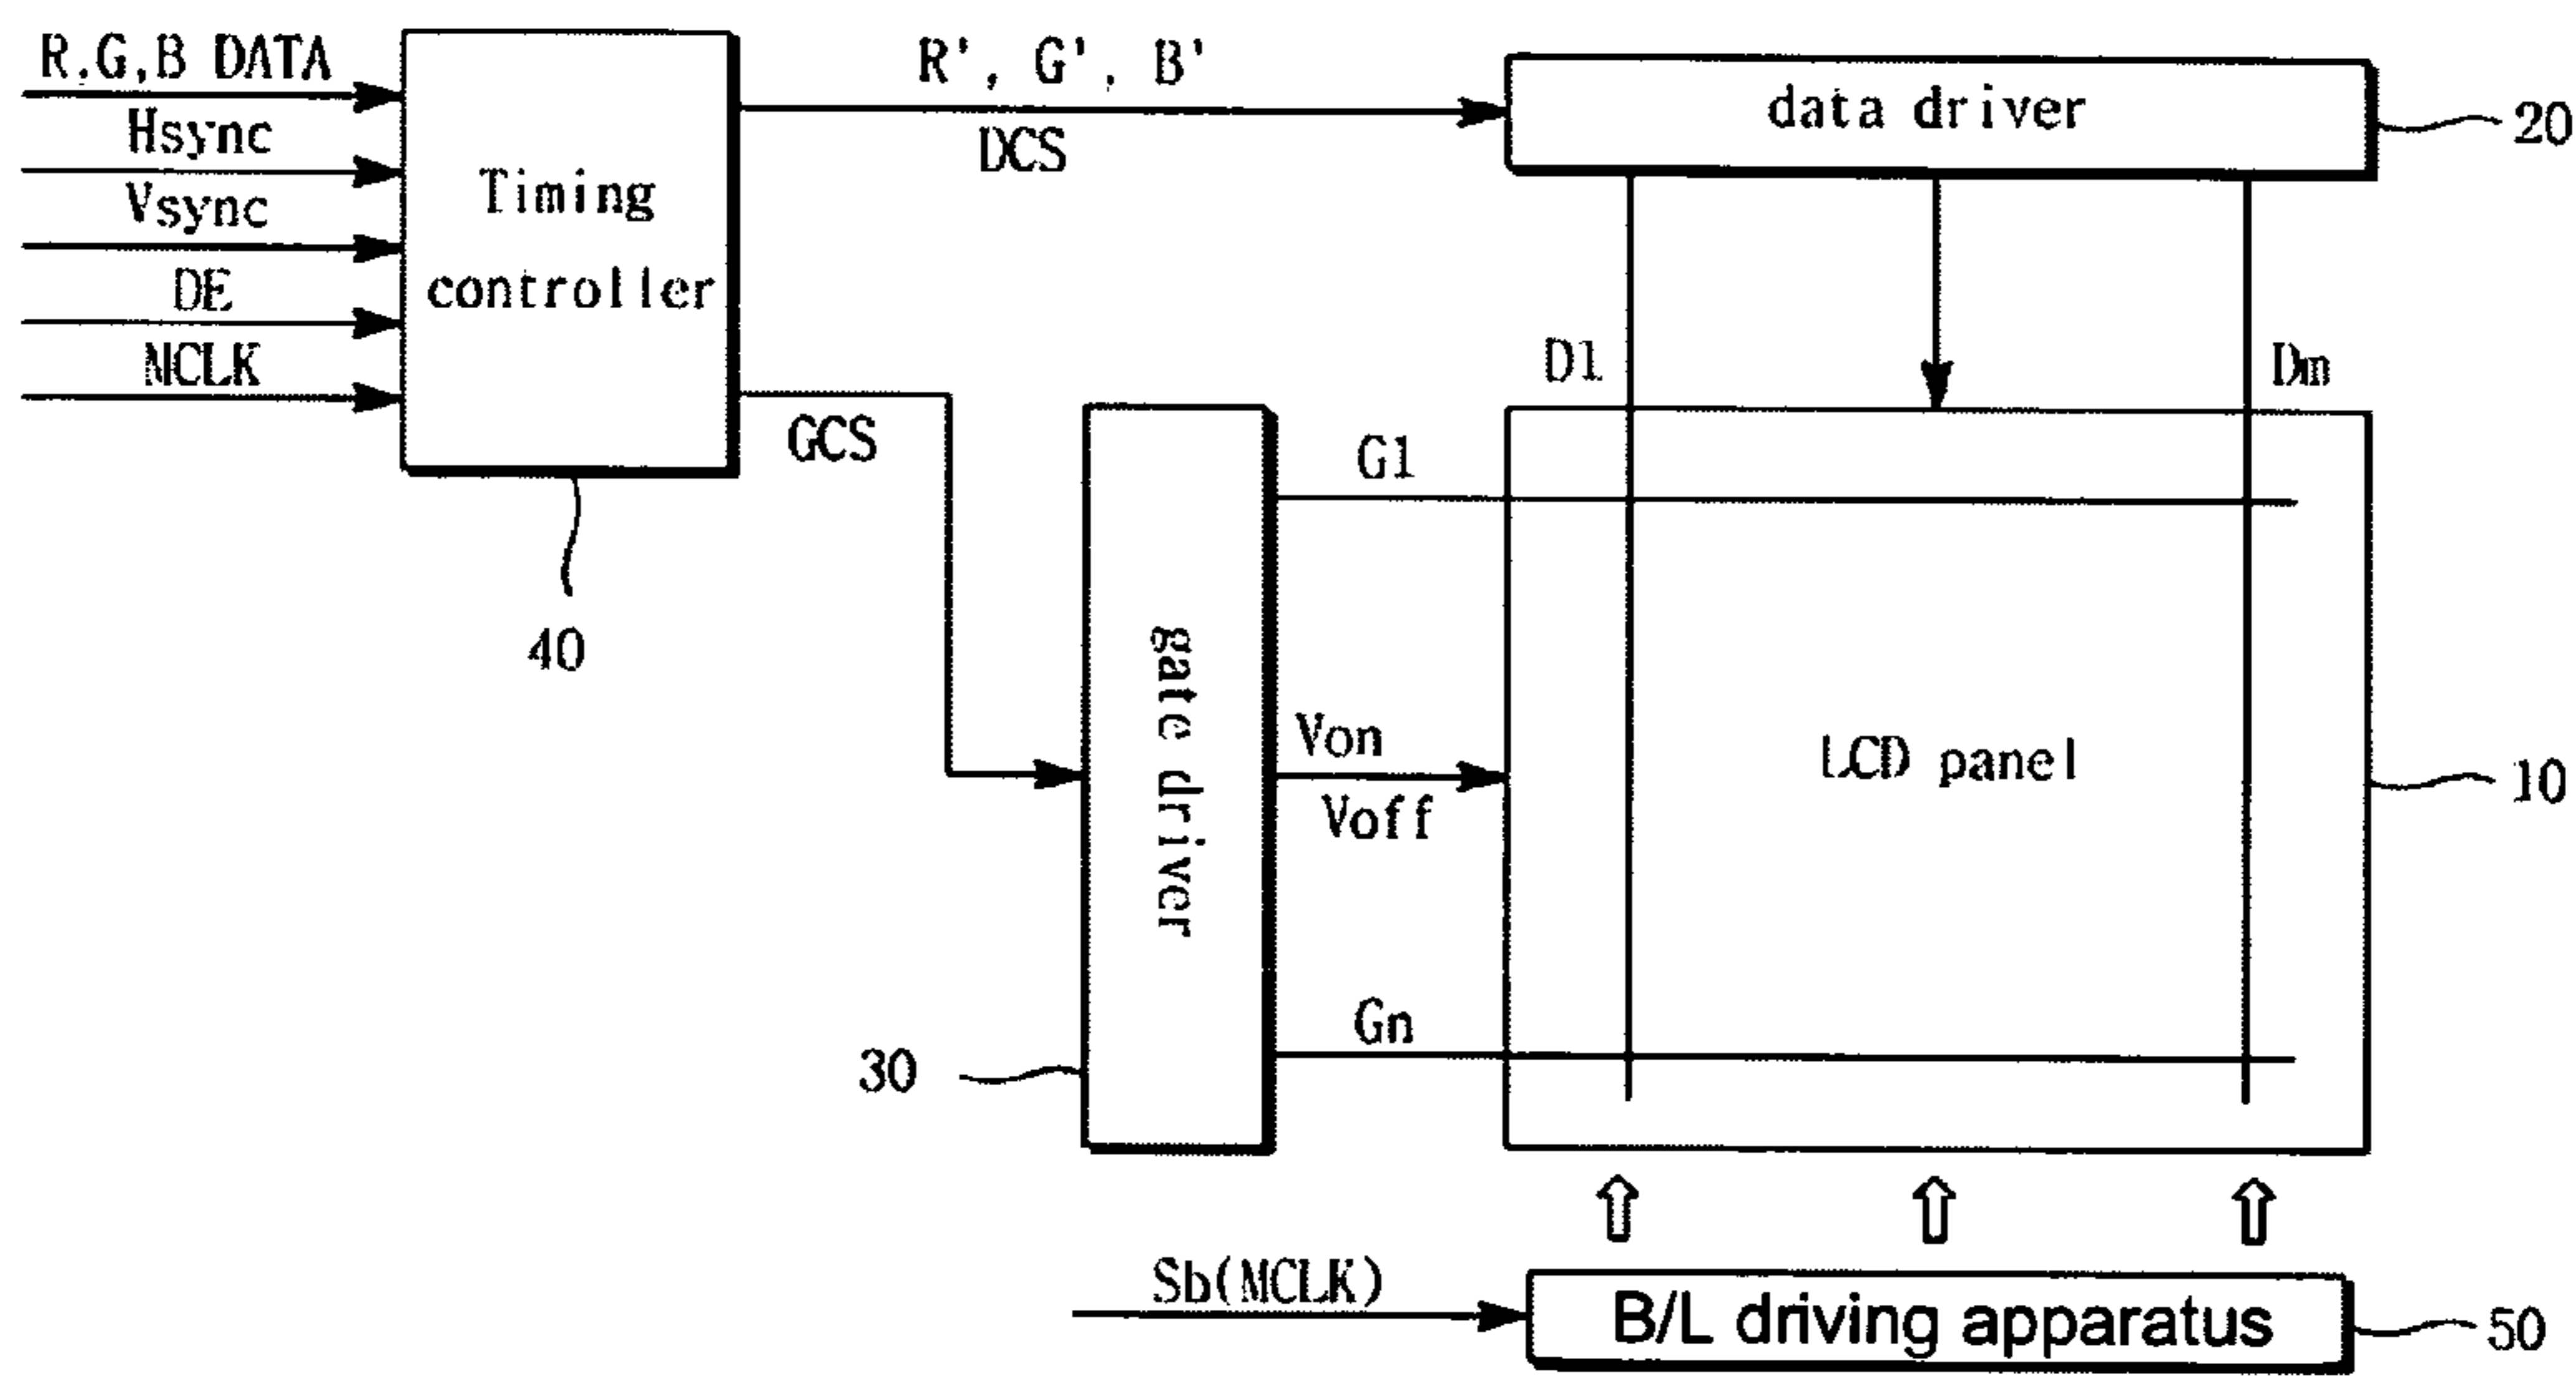 R,G,B DATA
Hsync
Vsync
DE
MCLK
Timing
controller
40
R', G', B'
DCS
GCS
data driver
20
D1
Dm
G1
gate driver
Von
Voff
LCD panel
10
Gn
30
Sb(MCLK)
B/L driving apparatus
50